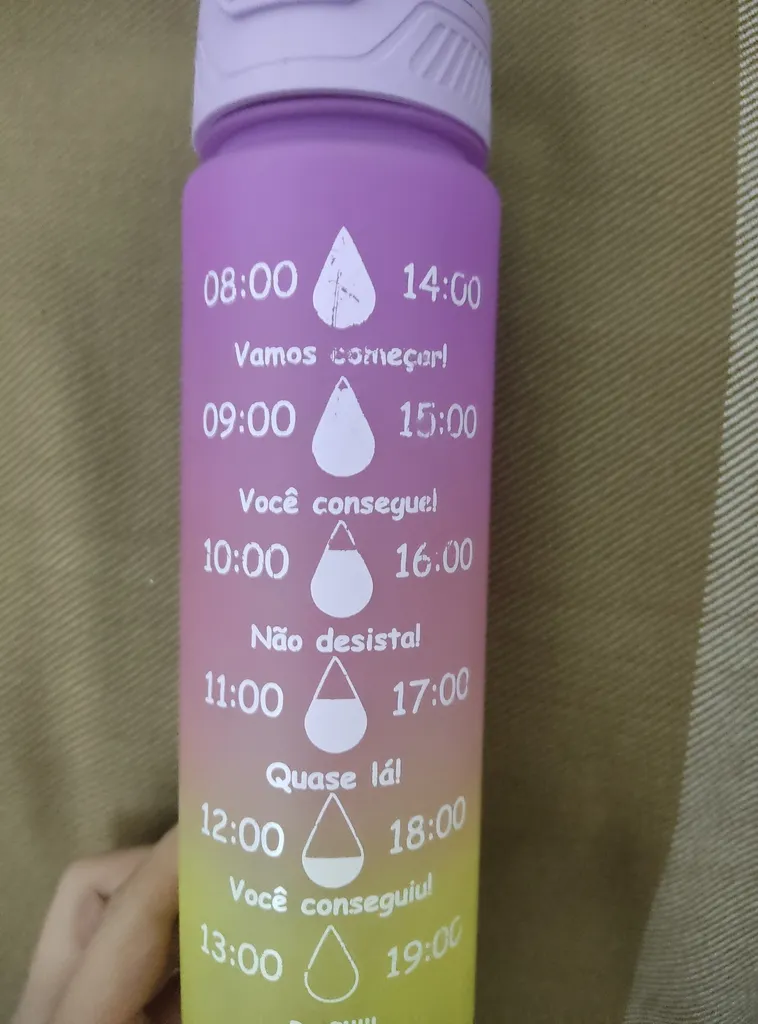 08:00 14:00
Vamos começar!
09:00 15:00
Você consegue!
10:00 16:00
Não desista!
11:00 17:00
Quase lá!
12:00 18:00
Você conseguiu!
13:00 19:00